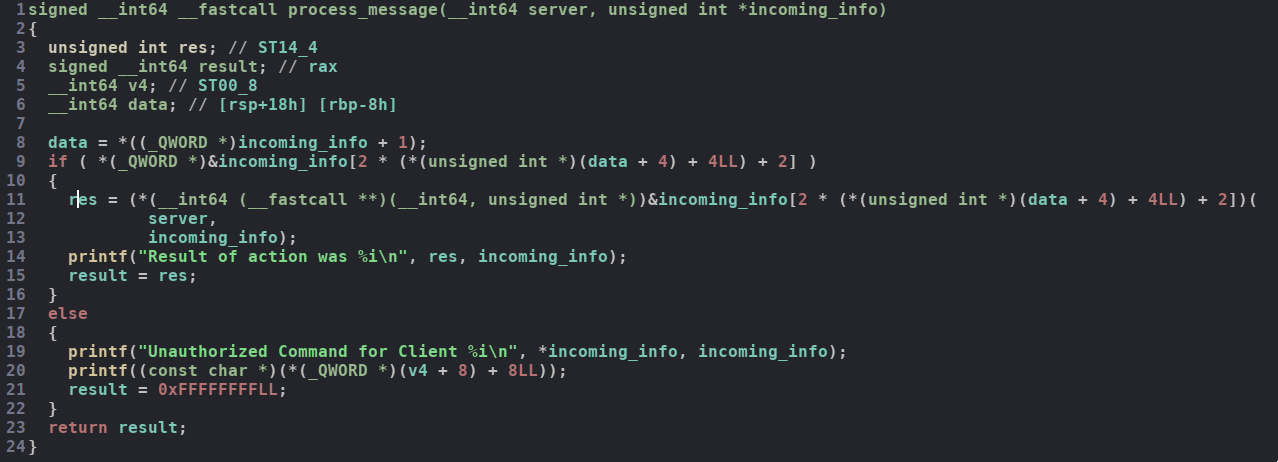 1 signed __int64 __fastcall process_message(__int64 server, unsigned int *incoming_info)
2 {
3   unsigned int res; // ST14_4
4   signed __int64 result; // rax
5   __int64 v4; // ST00_8
6   __int64 data; // [rsp+18h] [rbp-8h]
7
8   data = *((_QWORD *)incoming_info + 1);
9   if ( *(_QWORD *)&incoming_info[2 * (*(unsigned int *)(data + 4) + 4LL) + 2] )
10   {
11     res = (*(__int64 (__fastcall **)(__int64, unsigned int *))&incoming_info[2 * (*(unsigned int *)(data + 4) + 4LL) + 2])(
12             server,
13             incoming_info);
14     printf("Result of action was %i\n", res, incoming_info);
15     result = res;
16   }
17   else
18   {
19     printf("Unauthorized Command for Client %i\n", *incoming_info, incoming_info);
20     printf((const char *)(*(_QWORD *)(v4 + 8) + 8LL));
21     result = 0xFFFFFFFFLL;
22   }
23   return result;
24 }